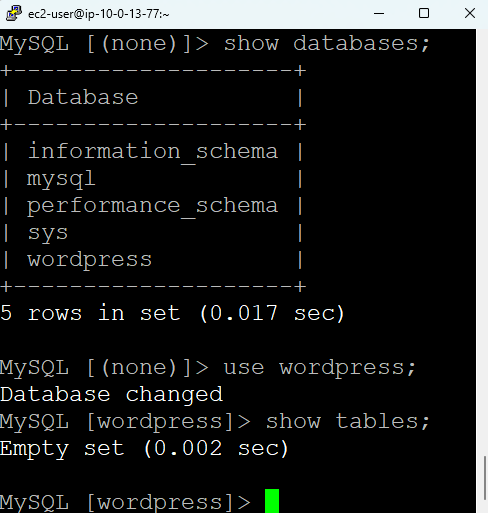 ec2-user@ip-10-0-13-77:~
MySQL [(none)]> show databases;
+--------------------+
| Database           |
+--------------------+
| information_schema |
| mysql              |
| performance_schema |
| sys                |
| wordpress          |
+--------------------+
5 rows in set (0.017 sec)
MySQL [(none)]> use wordpress;
Database changed
MySQL [wordpress]> show tables;
Empty set (0.002 sec)
MySQL [wordpress]>